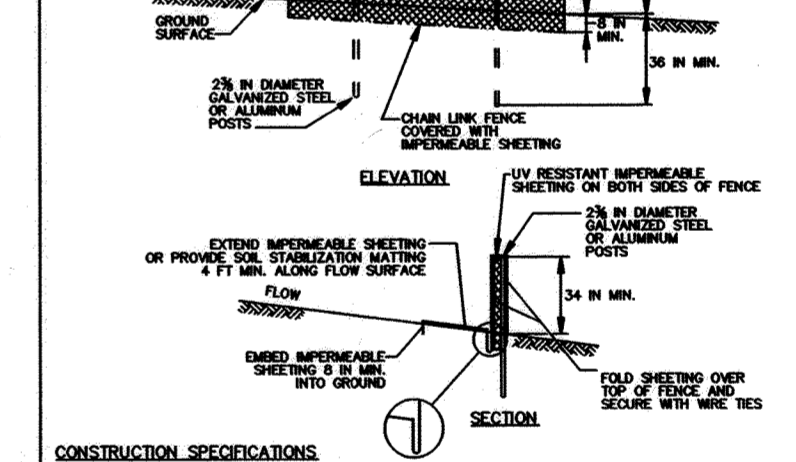 GROUND
SURFACE
8 IN
MIN.
36 IN MIN.
2⅜ IN DIAMETER
GALVANIZED STEEL
OR ALUMINUM
POSTS
CHAIN LINK FENCE
COVERED WITH
IMPERMEABLE SHEETING
ELEVATION
UV RESISTANT IMPERMEABLE
SHEETING ON BOTH SIDES OF FENCE
2⅜ IN DIAMETER
GALVANIZED STEEL
OR ALUMINUM
POSTS
EXTEND IMPERMEABLE SHEETING
OR PROVIDE SOIL STABILIZATION MATTING
4 FT MIN. ALONG FLOW SURFACE
FLOW
34 IN MIN.
EMBED IMPERMEABLE
SHEETING 8 IN MIN.
INTO GROUND
FOLD SHEETING OVER
TOP OF FENCE AND
SECURE WITH WIRE TIES
SECTION
CONSTRUCTION SPECIFICATIONS